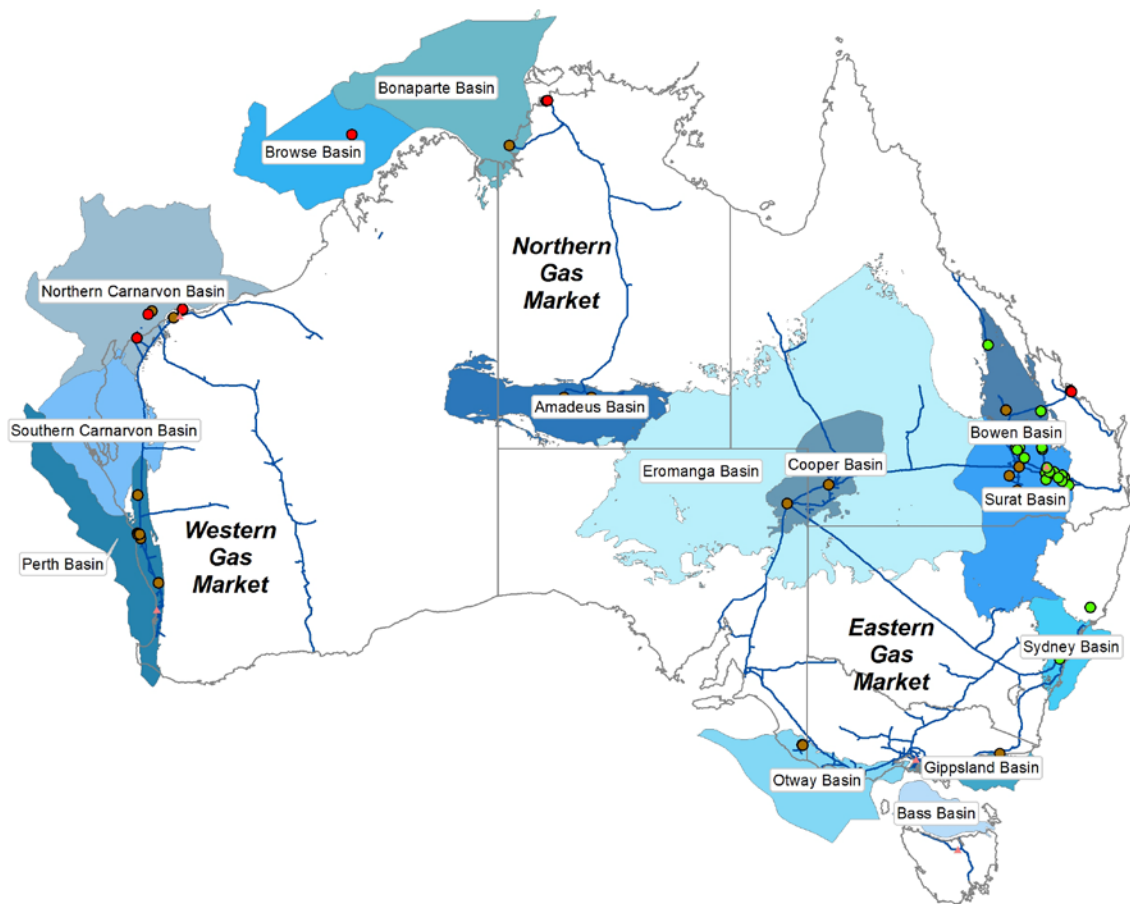 Bonaparte Basin
Browse Basin
Northern
Gas
Market
Northern Carnarvon Basin
Amadeus Basin
Southern Carnarvon Basin
Bowen Basin
Eromanga Basin
Cooper Basin
Surat Basin
Western
Gas
Market
Perth Basin
Eastern
Gas
Market
Sydney Basin
Otway Basin
Gippsland Basin
Bass Basin